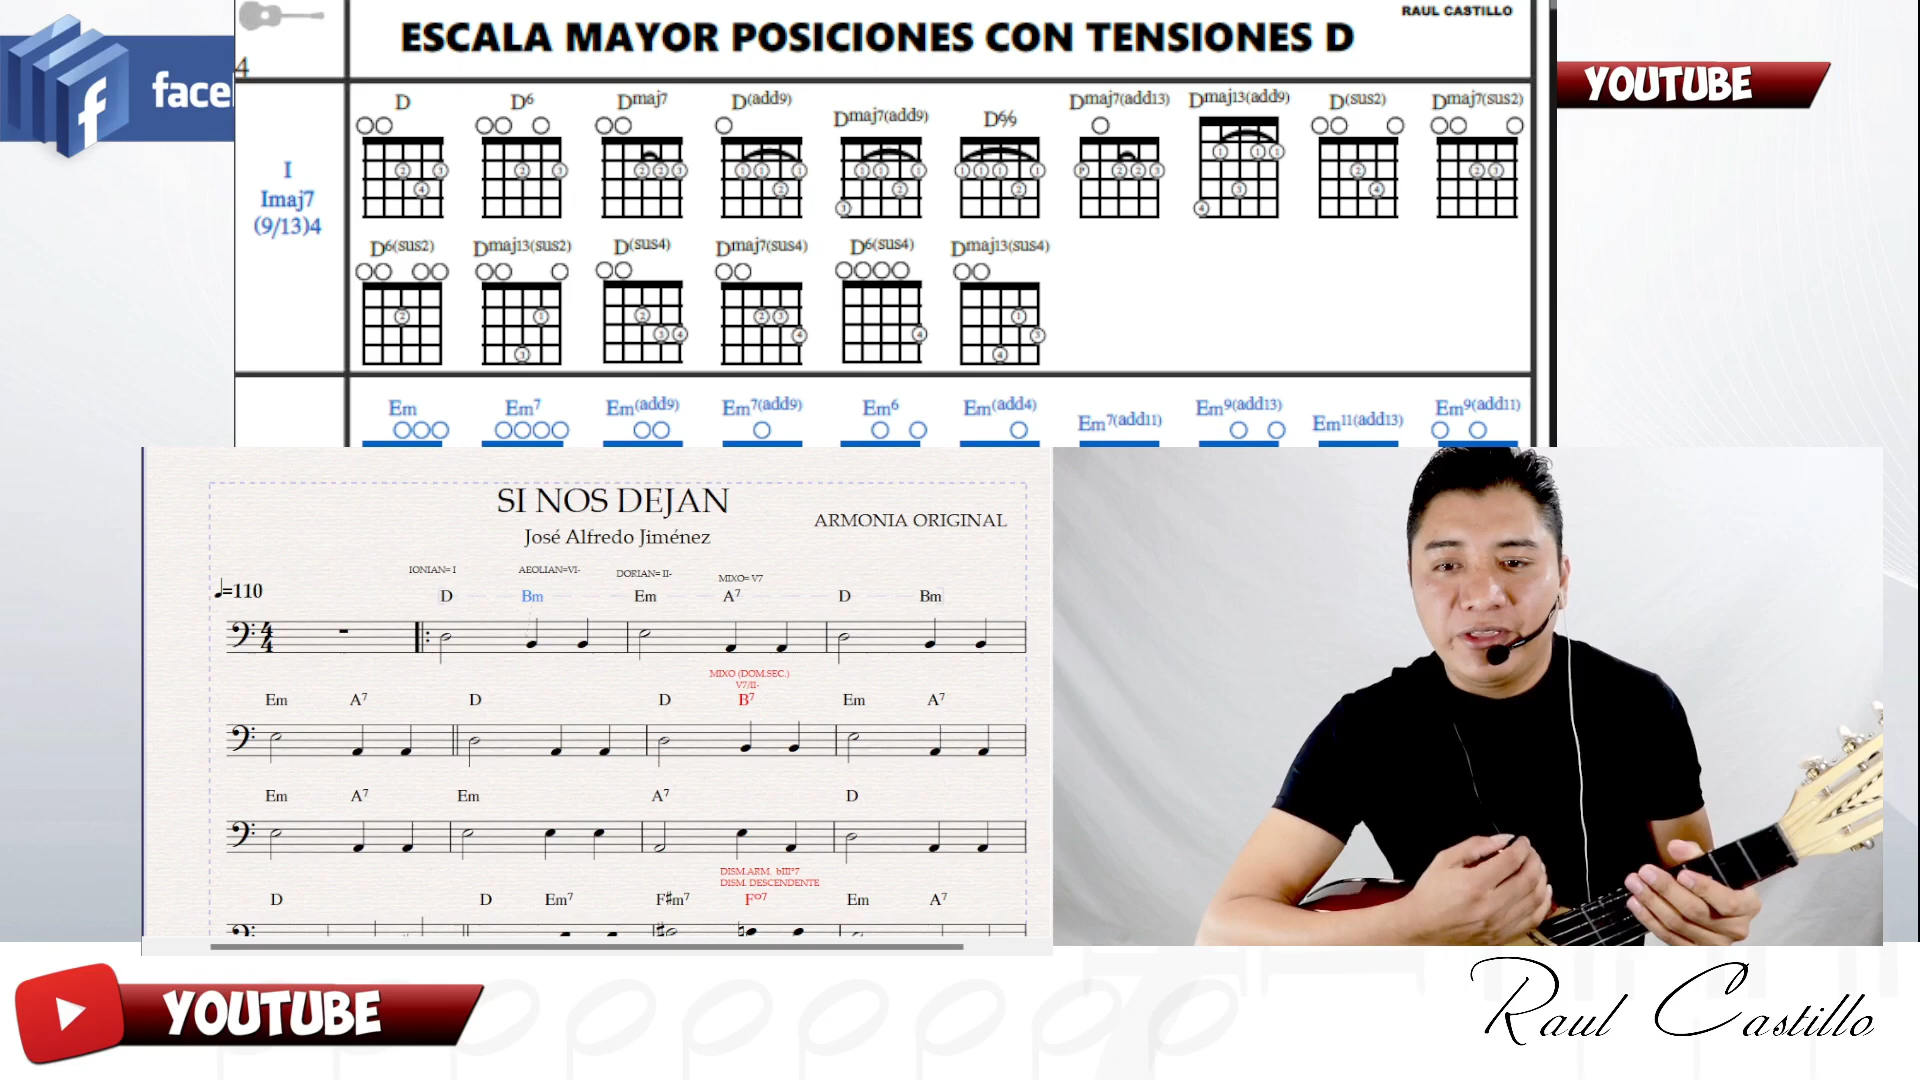 RAUL CASTILLO
ESCALA MAYOR POSICIONES CON TENSIONES D
4
face
YOUTUBE
D D6 Dmaj7 D(add9) Dmaj7(add9) D6/9 Dmaj7(add13) Dmaj13(add9) D(sus2) Dmaj7(sus2)
I
Imaj7
(9/13)4
D6(sus2) Dmaj13(sus2) D(sus4) Dmaj7(sus4) D6(sus4) Dmaj13(sus4)
Em Em7 Em(add9) Em7(add9) Em6 Em(add4) Em7(add11) Em9(add13) Em11(add13) Em9(add11)
SI NOS DEJAN
José Alfredo Jiménez
ARMONIA ORIGINAL
IONIAN= I AEOLIAN=VI- DORIAN= II- MIXO= V7
♩=110
D Bm Em A7 D Bm
MIXO (DOM.SEC.)
V7/II-
Em A7 D D B7 Em A7
Em A7 Em A7 D
DISM.ARM. bIII°7
DISM. DESCENDENTE
D D Em7 F#m7 Fo7 Em A7
YOUTUBE
Raul Castillo